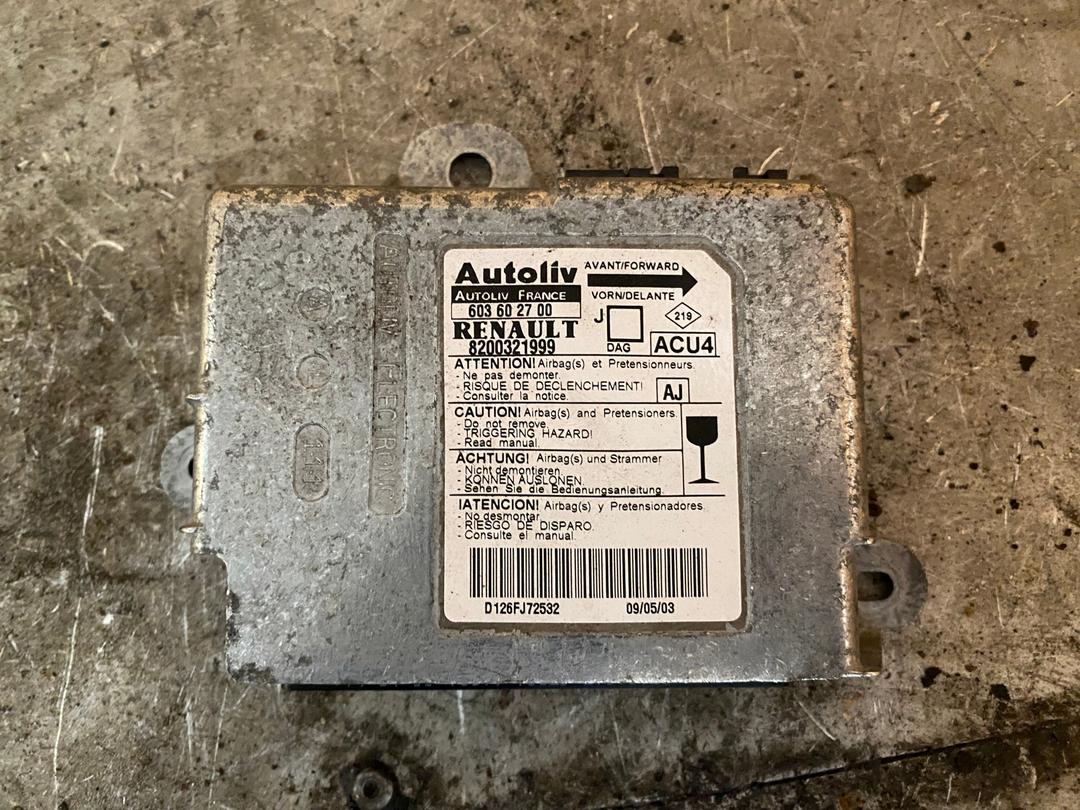 Autoliv
AUTOLIV FRANCE
603 60 27 00
RENAULT
8200321999
AVANT/FORWARD
VORN/DELANTE
J
DAG
219
ACU4
ATTENTION! Airbag(s) et Pretensionneurs.
- Ne pas demonter.
- RISQUE DE DECLENCHEMENT!
- Consulter la notice.
AJ
CAUTION! Airbag(s) and Pretensioners.
- Do not remove.
- TRIGGERING HAZARD!
- Read manual.
ACHTUNG! Airbag(s) und Strammer
- Nicht demontieren.
- KONNEN AUSLONEN.
- Sehen Sie die Bedienungsanleitung.
IATENCION! Airbag(s) y Pretensionadores.
- No desmontar.
- RIESGO DE DISPARO.
- Consulte el manual.
D126FJ72532 09/05/03
AUTOLIV ELECTRONIC